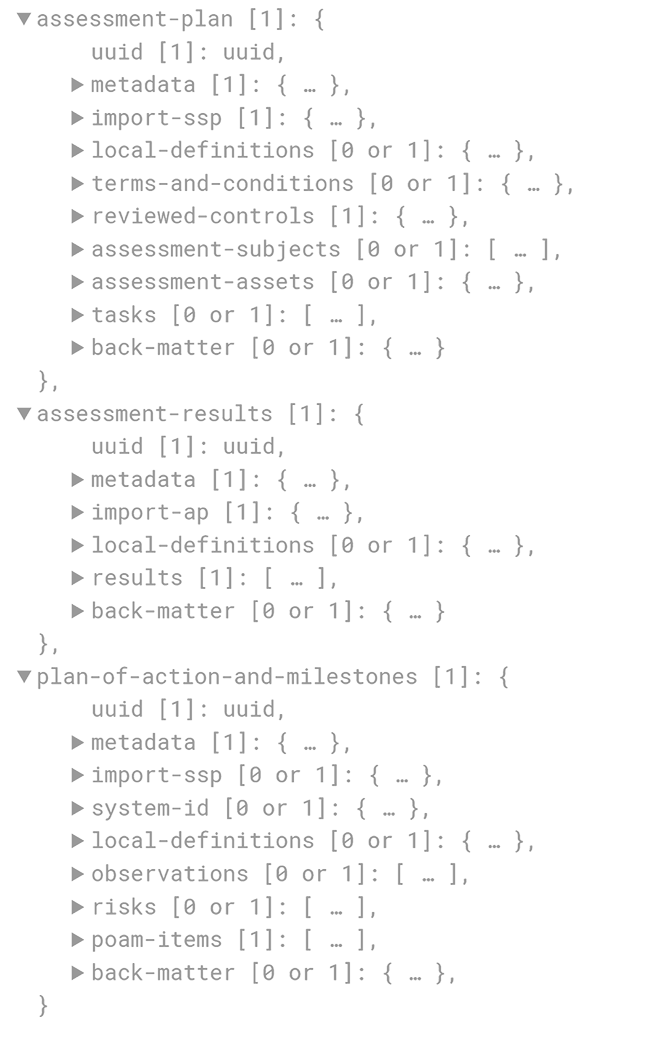 ▼assessment-plan [1]: {
uuid [1]: uuid,
▶metadata [1]: { … },
▶import-ssp [1]: { … },
▶local-definitions [0 or 1]: { … },
▶terms-and-conditions [0 or 1]: { … },
▶reviewed-controls [1]: { … },
▶assessment-subjects [0 or 1]: [ … ],
▶assessment-assets [0 or 1]: { … },
▶tasks [0 or 1]: [ … ],
▶back-matter [0 or 1]: { … }
},
▼assessment-results [1]: {
uuid [1]: uuid,
▶metadata [1]: { … },
▶import-ap [1]: { … },
▶local-definitions [0 or 1]: { … },
▶results [1]: [ … ],
▶back-matter [0 or 1]: { … }
},
▼plan-of-action-and-milestones [1]: {
uuid [1]: uuid,
▶metadata [1]: { … },
▶import-ssp [0 or 1]: { … },
▶system-id [0 or 1]: { … },
▶local-definitions [0 or 1]: { … },
▶observations [0 or 1]: [ … ],
▶risks [0 or 1]: [ … ],
▶poam-items [1]: [ … ],
▶back-matter [0 or 1]: { … },
}